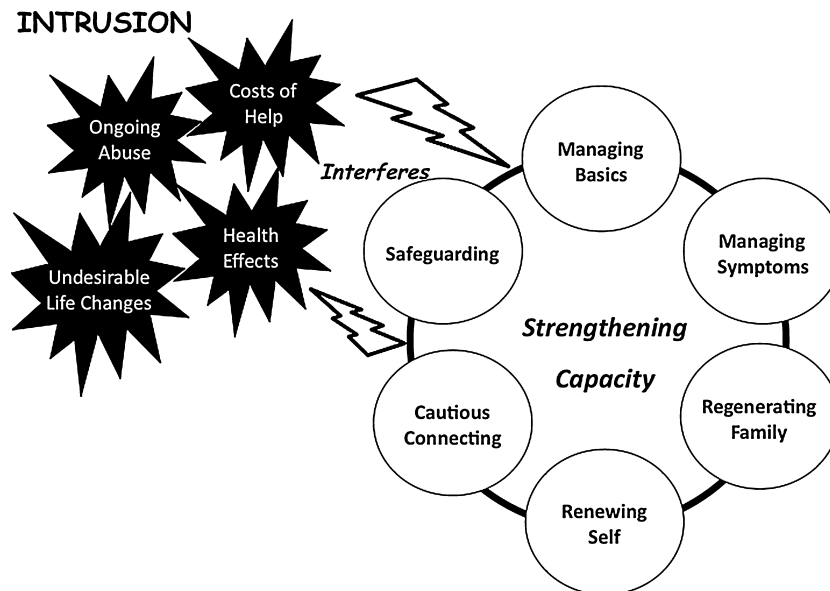 INTRUSION
Costs of
Help
Ongoing
Abuse
Interferes
Health
Effects
Undesirable
Life Changes
Managing
Basics
Safeguarding
Managing
Symptoms
Strengthening
Capacity
Cautious
Connecting
Regenerating
Family
Renewing
Self